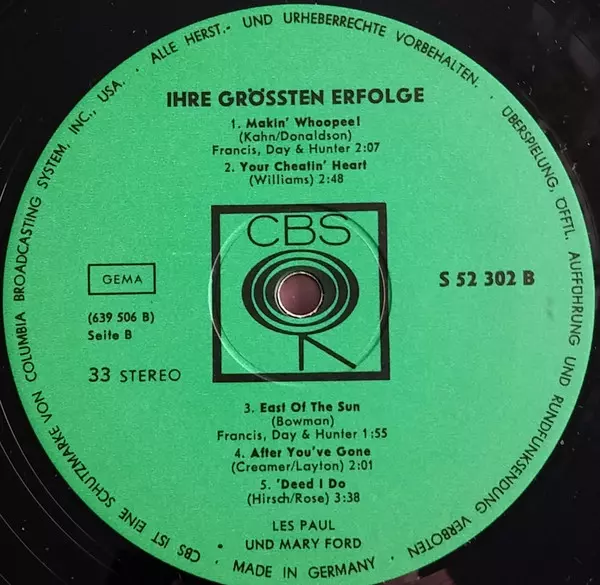 CBS IST EINE SCHUTZMARKE VON COLUMBIA BROADCASTING SYSTEM, INC., USA. · ALLE HERST.- UND URHEBERRECHTE VORBEHALTEN. · ÜBERSPIELUNG, ÖFFTL. AUFFÜHRUNG UND RUNDFUNKSENDUNG VERBOTEN · MADE IN GERMANY ·
IHRE GRÖSSTEN ERFOLGE
1. Makin' Whoopee!
(Kahn/Donaldson)
Francis, Day & Hunter 2:07
2. Your Cheatin' Heart
(Williams) 2:48
CBS
GEMA
S 52 302 B
(639 506 B)
Seite B
33 STEREO
3. East Of The Sun
(Bowman)
Francis, Day & Hunter 1:55
4. After You've Gone
(Creamer/Layton) 2:01
5. 'Deed I Do
(Hirsch/Rose) 3:38
LES PAUL
UND MARY FORD